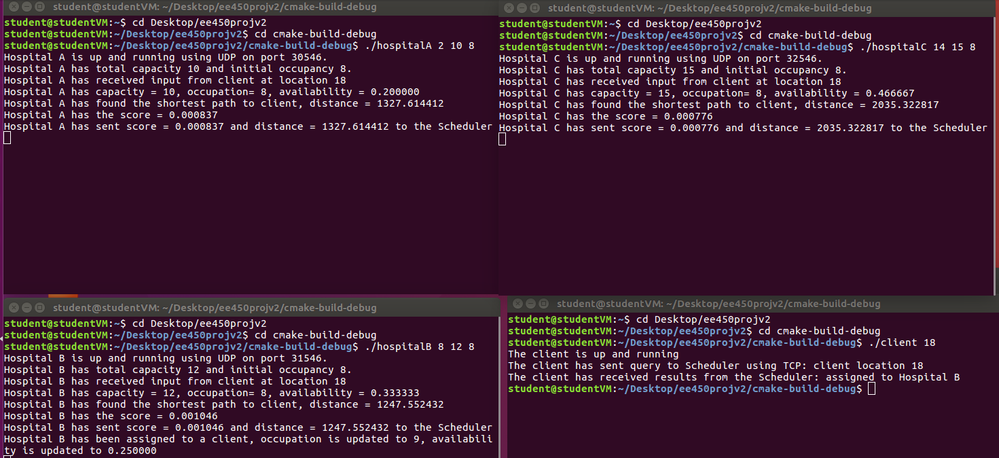 student@studentVM: ~/Desktop/ee450projv2/cmake-build-debug
student@studentVM:~$ cd Desktop/ee450projv2
student@studentVM:~/Desktop/ee450projv2$ cd cmake-build-debug
student@studentVM:~/Desktop/ee450projv2/cmake-build-debug$ ./hospitalA 2 10 8
Hospital A is up and running using UDP on port 30546.
Hospital A has total capacity 10 and initial occupancy 8.
Hospital A has received input from client at location 18
Hospital A has capacity = 10, occupation= 8, availability = 0.200000
Hospital A has found the shortest path to client, distance = 1327.614412
Hospital A has the score = 0.000837
Hospital A has sent score = 0.000837 and distance = 1327.614412 to the Scheduler
student@studentVM: ~/Desktop/ee450projv2/cmake-build-debug
student@studentVM:~$ cd Desktop/ee450projv2
student@studentVM:~/Desktop/ee450projv2$ cd cmake-build-debug
student@studentVM:~/Desktop/ee450projv2/cmake-build-debug$ ./hospitalC 14 15 8
Hospital C is up and running using UDP on port 32546.
Hospital C has total capacity 15 and initial occupancy 8.
Hospital C has received input from client at location 18
Hospital C has capacity = 15, occupation= 8, availability = 0.466667
Hospital C has found the shortest path to client, distance = 2035.322817
Hospital C has the score = 0.000776
Hospital C has sent score = 0.000776 and distance = 2035.322817 to the Scheduler
student@studentVM: ~/Desktop/ee450projv2/cmake-build-debug
student@studentVM:~$ cd Desktop/ee450projv2
student@studentVM:~/Desktop/ee450projv2$ cd cmake-build-debug
student@studentVM:~/Desktop/ee450projv2/cmake-build-debug$ ./hospitalB 8 12 8
Hospital B is up and running using UDP on port 31546.
Hospital B has total capacity 12 and initial occupancy 8.
Hospital B has received input from client at location 18
Hospital B has capacity = 12, occupation= 8, availability = 0.333333
Hospital B has found the shortest path to client, distance = 1247.552432
Hospital B has the score = 0.001046
Hospital B has sent score = 0.001046 and distance = 1247.552432 to the Scheduler
Hospital B has been assigned to a client, occupation is updated to 9, availabili
ty is updated to 0.250000
student@studentVM: ~/Desktop/ee450projv2/cmake-build-debug
student@studentVM:~$ cd Desktop/ee450projv2
student@studentVM:~/Desktop/ee450projv2$ cd cmake-build-debug
student@studentVM:~/Desktop/ee450projv2/cmake-build-debug$ ./client 18
The client is up and running
The client has sent query to Scheduler using TCP: client location 18
The client has received results from the Scheduler: assigned to Hospital B
student@studentVM:~/Desktop/ee450projv2/cmake-build-debug$